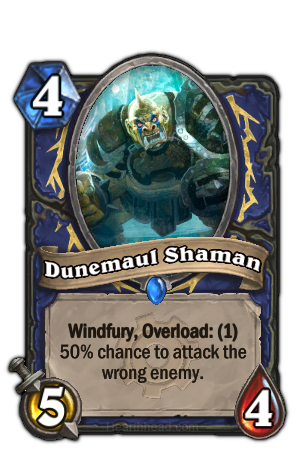 4
Dunemaul Shaman
Windfury, Overload: (1)
50% chance to attack the
wrong enemy.
5
4